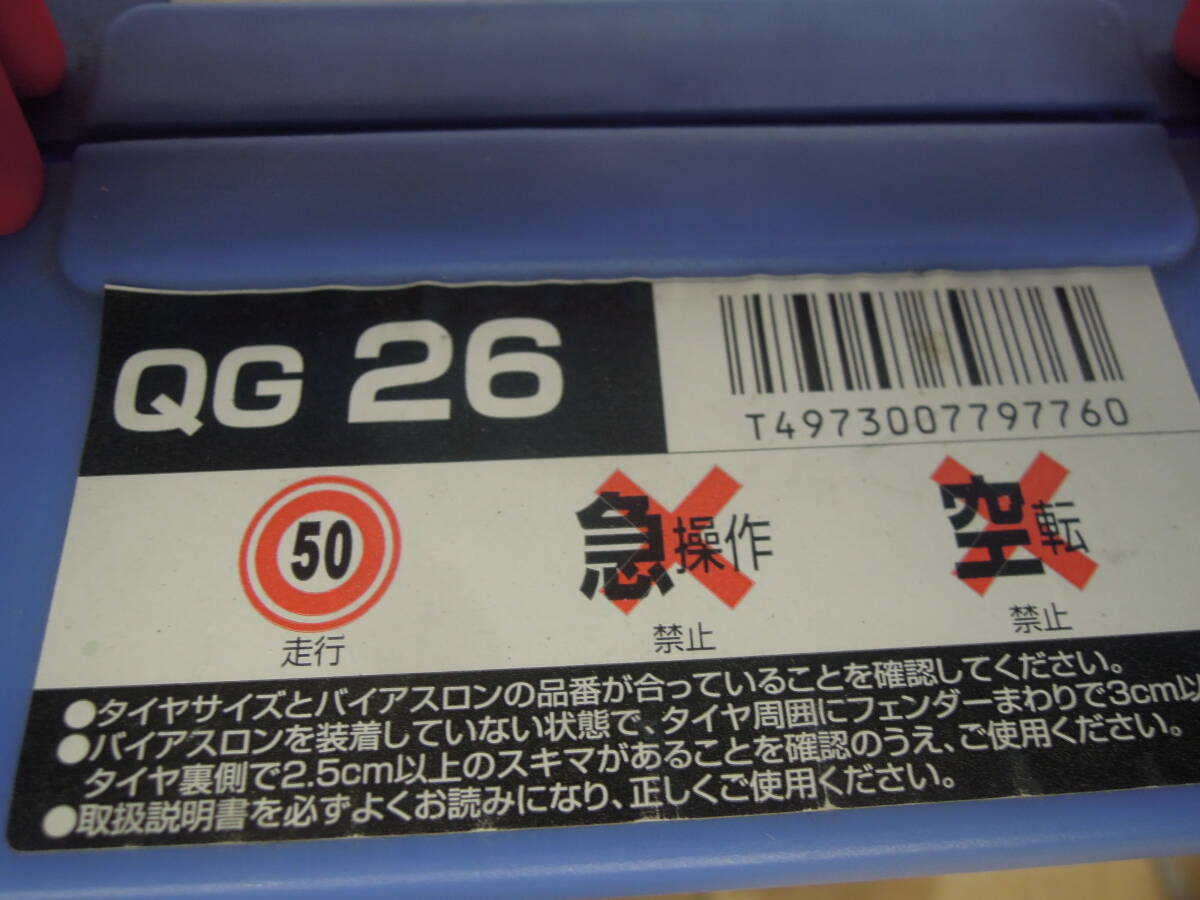 QG 26
T4973007797760
50
走行
急操作
禁止
空転
禁止
●タイヤサイズとバイアスロンの品番が合っていることを確認してください。
●バイアスロンを装着していない状態で、タイヤ周囲にフェンダーまわりで3cm以
タイヤ裏側で2.5cm以上のスキマがあることを確認のうえ、ご使用ください。
●取扱説明書を必ずよくお読みになり、正しくご使用ください。